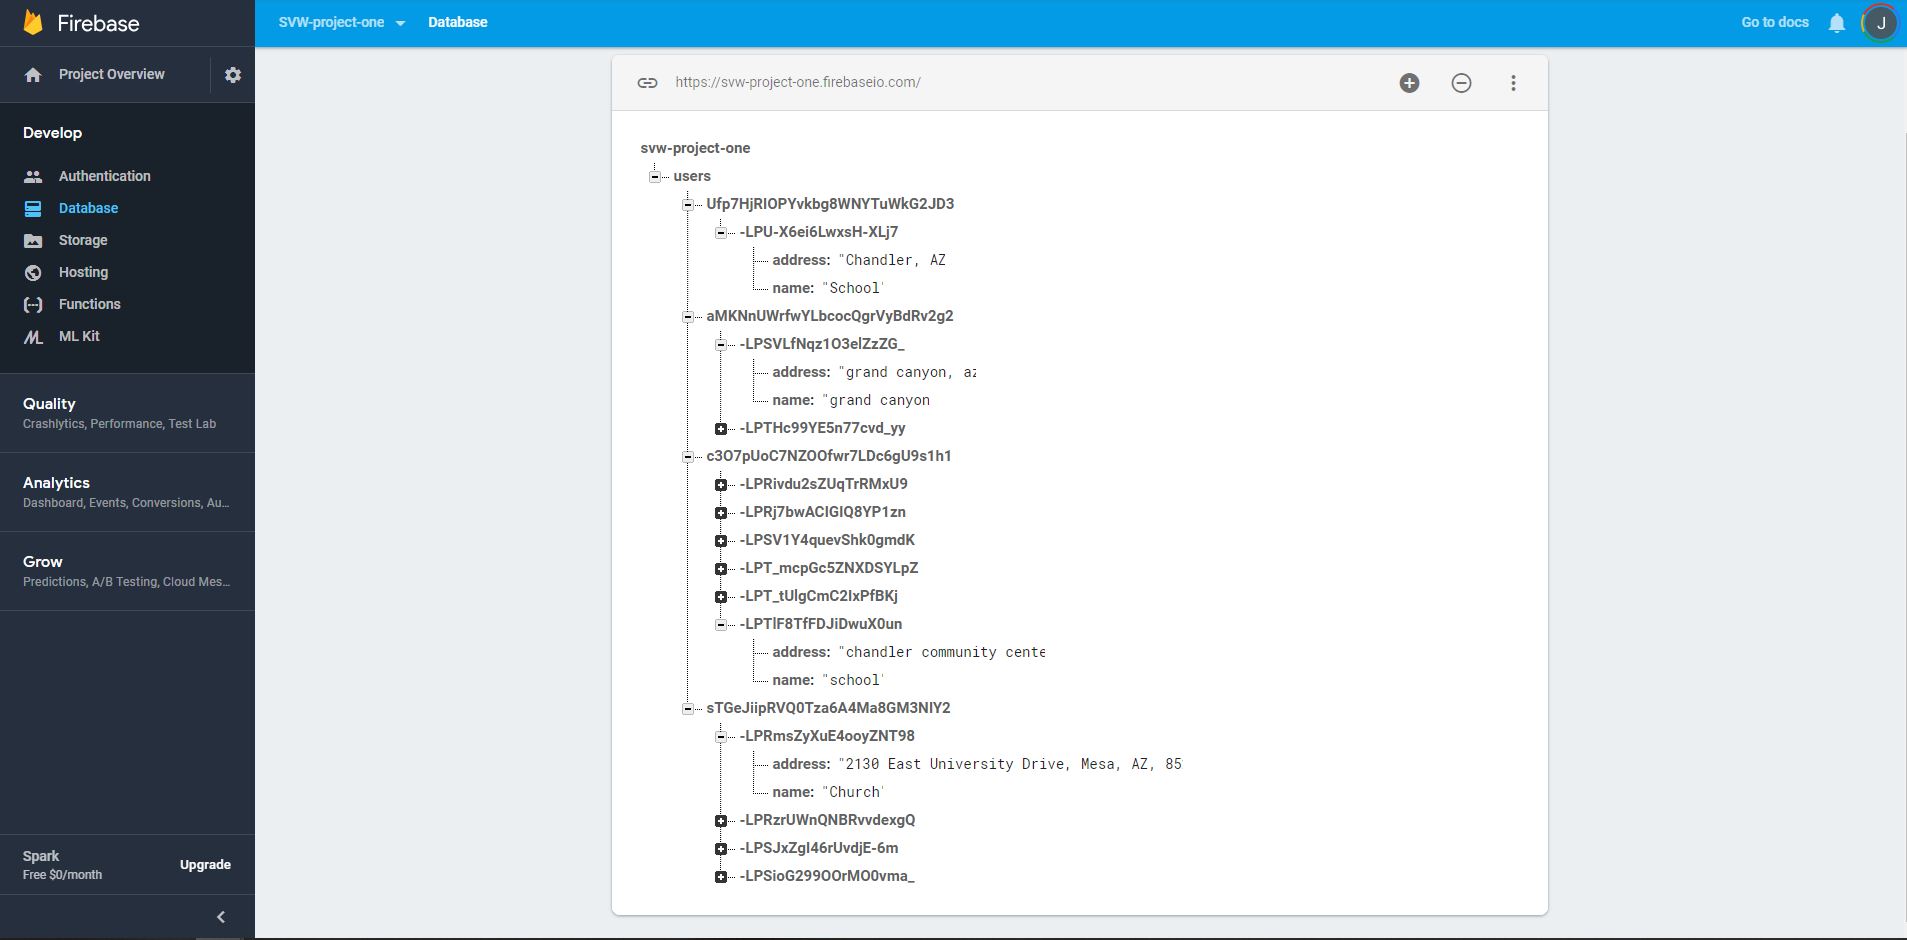 Firebase
SVW-project-one
Database
Go to docs
J
Project Overview
https://svw-project-one.firebaseio.com/
Develop
Authentication
Database
Storage
Hosting
Functions
ML Kit
Quality
Crashlytics, Performance, Test Lab
Analytics
Dashboard, Events, Conversions, Au...
Grow
Predictions, A/B Testing, Cloud Mes...
Spark
Free $0/month
Upgrade
svw-project-one
users
Ufp7HjRIOPYvkbg8WNYTuWkG2JD3
-LPU-X6ei6LwxsH-XLj7
address: "Chandler, AZ
name: "School"
aMKNnUWrfwYLbcocQgrVyBdRv2g2
-LPSVLfNqz1O3elZzZG_
address: "grand canyon, az
name: "grand canyon
-LPTHc99YE5n77cvd_yy
c3O7pUoC7NZOOfwr7LDc6gU9s1h1
-LPRivdu2sZUqTrRMxU9
-LPRj7bwACIGIQ8YP1zn
-LPSV1Y4quevShk0gmdK
-LPT_mcpGc5ZNXDSYLpZ
-LPT_tUlgCmC2IxPfBKj
-LPTlF8TfFDJiDwuX0un
address: "chandler community cente
name: "school"
sTGeJiipRVQ0Tza6A4Ma8GM3NIY2
-LPRmsZyXuE4ooyZNT98
address: "2130 East University Drive, Mesa, AZ, 85
name: "Church"
-LPRzrUWnQNBRvvdexgQ
-LPSJxZgI46rUvdjE-6m
-LPSioG299OOrMO0vma_